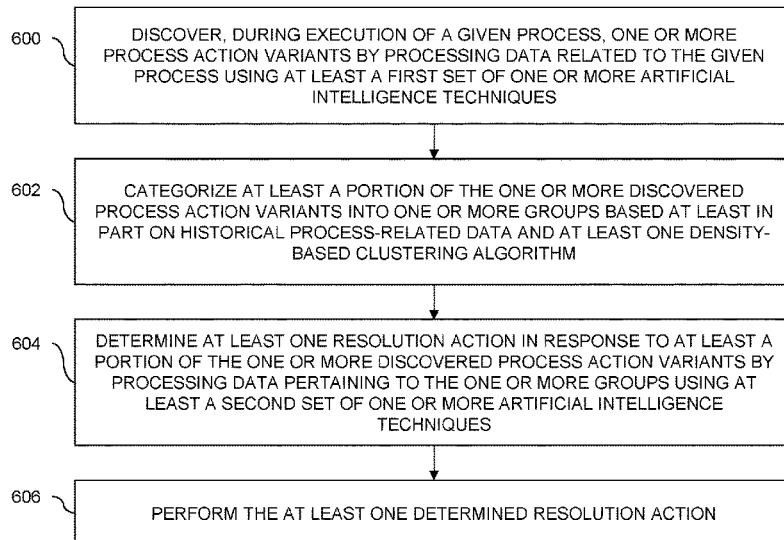 600
DISCOVER, DURING EXECUTION OF A GIVEN PROCESS, ONE OR MORE
PROCESS ACTION VARIANTS BY PROCESSING DATA RELATED TO THE GIVEN
PROCESS USING AT LEAST A FIRST SET OF ONE OR MORE ARTIFICIAL
INTELLIGENCE TECHNIQUES
602
CATEGORIZE AT LEAST A PORTION OF THE ONE OR MORE DISCOVERED
PROCESS ACTION VARIANTS INTO ONE OR MORE GROUPS BASED AT LEAST IN
PART ON HISTORICAL PROCESS-RELATED DATA AND AT LEAST ONE DENSITY-
BASED CLUSTERING ALGORITHM
604
DETERMINE AT LEAST ONE RESOLUTION ACTION IN RESPONSE TO AT LEAST A
PORTION OF THE ONE OR MORE DISCOVERED PROCESS ACTION VARIANTS BY
PROCESSING DATA PERTAINING TO THE ONE OR MORE GROUPS USING AT
LEAST A SECOND SET OF ONE OR MORE ARTIFICIAL INTELLIGENCE
TECHNIQUES
606
PERFORM THE AT LEAST ONE DETERMINED RESOLUTION ACTION